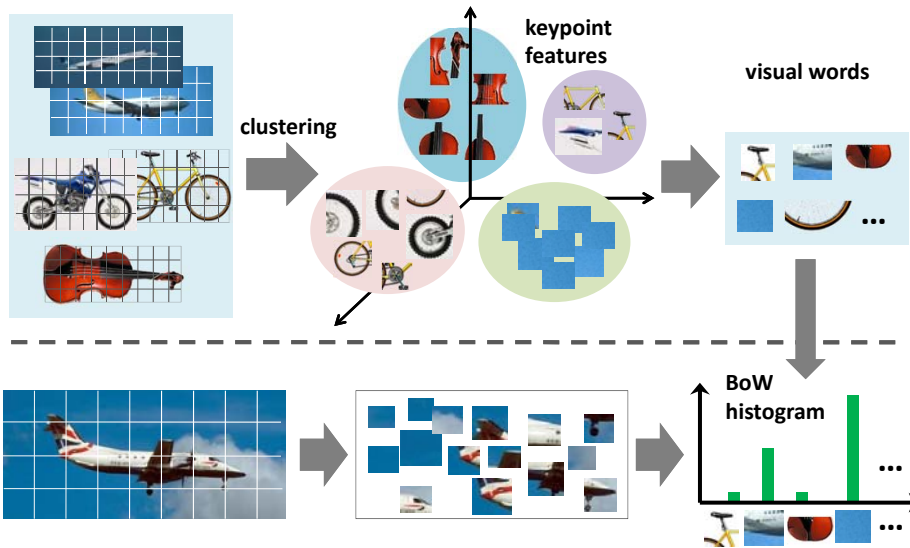 keypoint
features
visual words
clustering
...
BoW
histogram
...
...